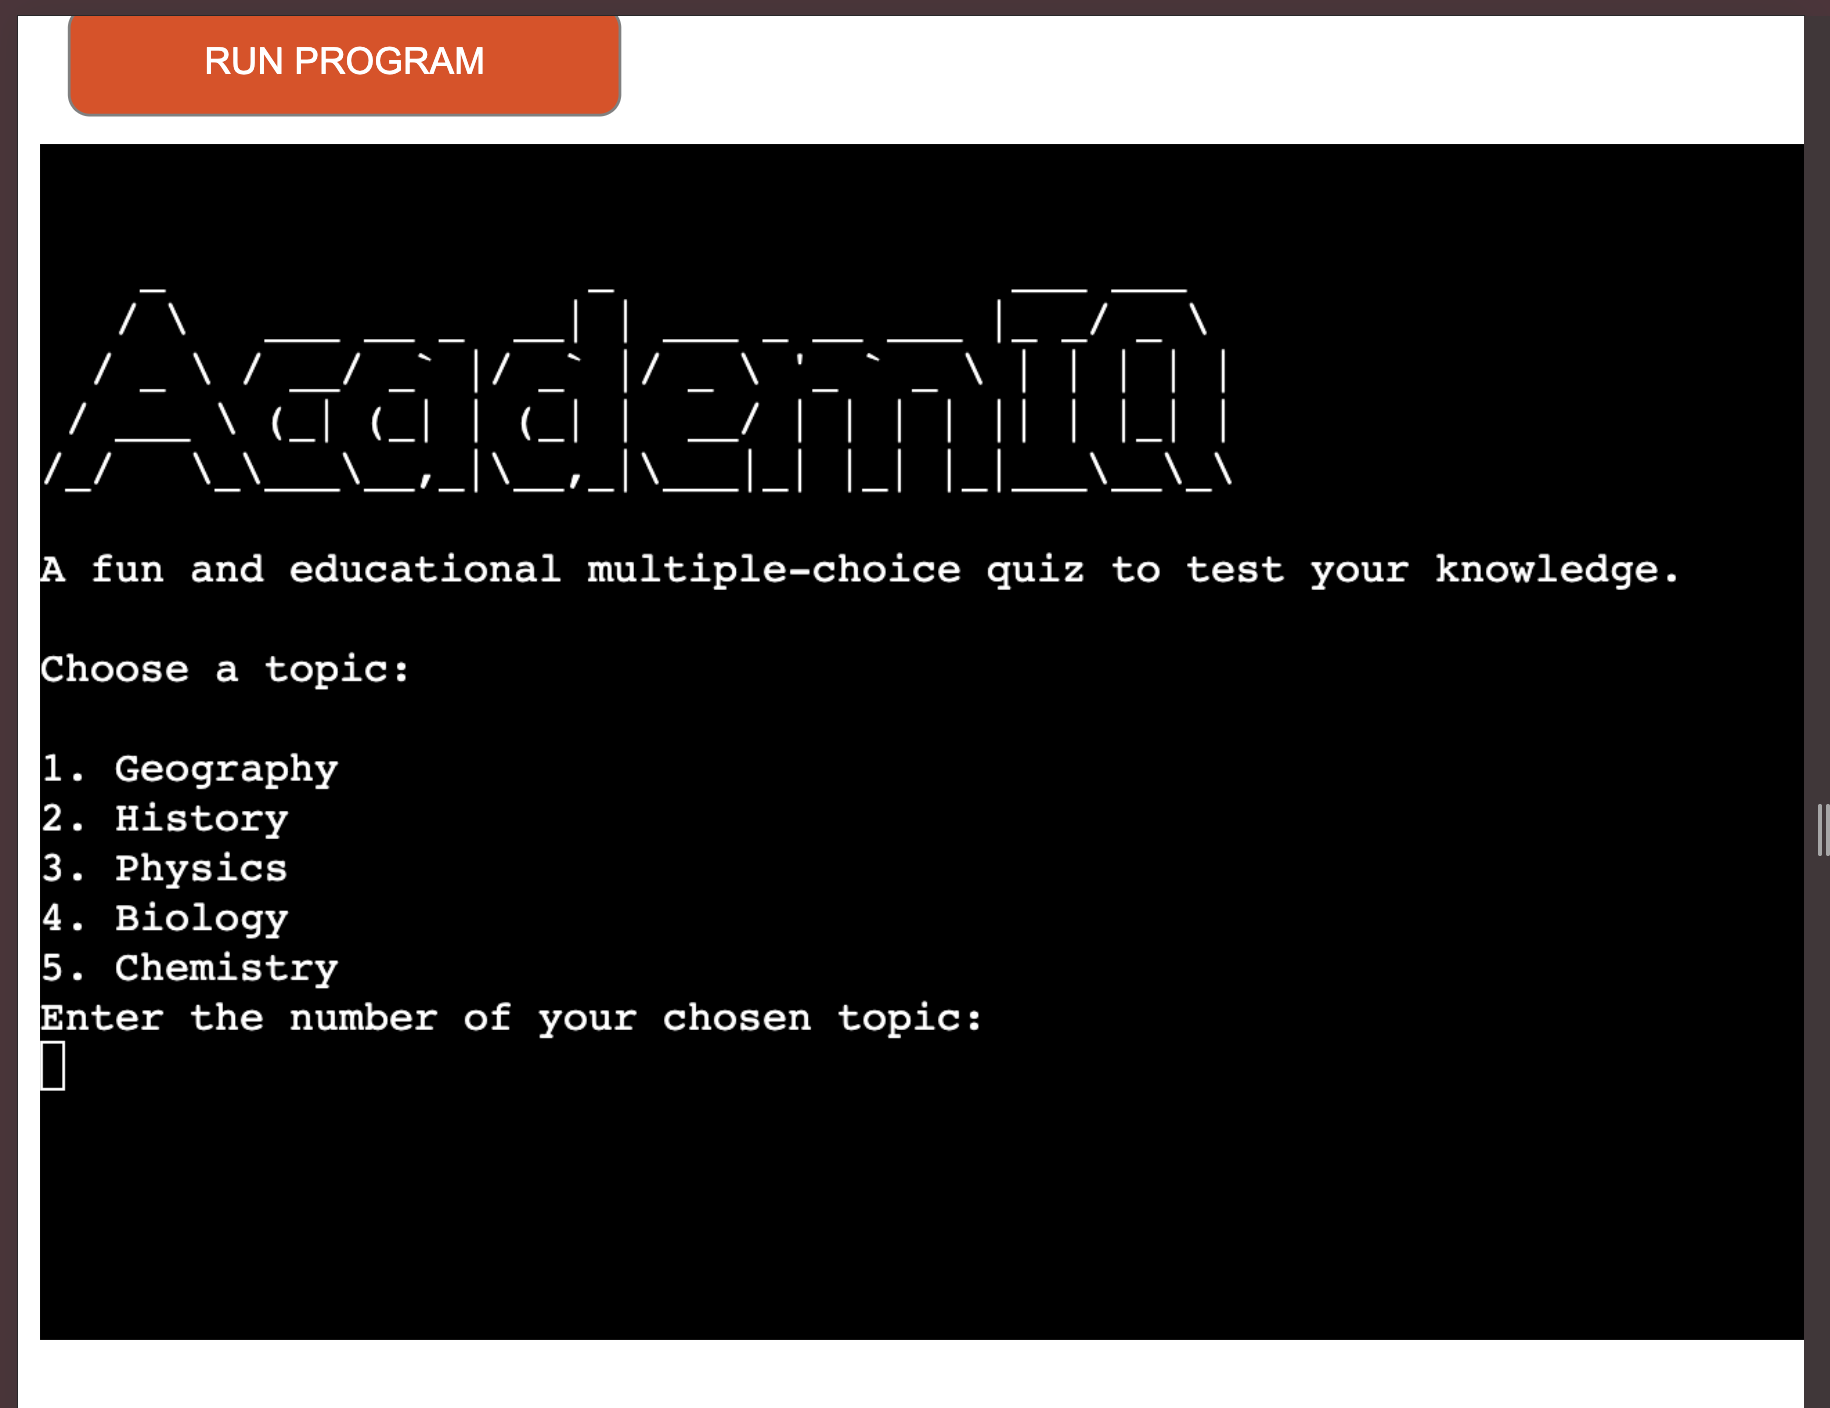 RUN PROGRAM
AcademIQ
A fun and educational multiple-choice quiz to test your knowledge.
Choose a topic:
1. Geography
2. History
3. Physics
4. Biology
5. Chemistry
Enter the number of your chosen topic: